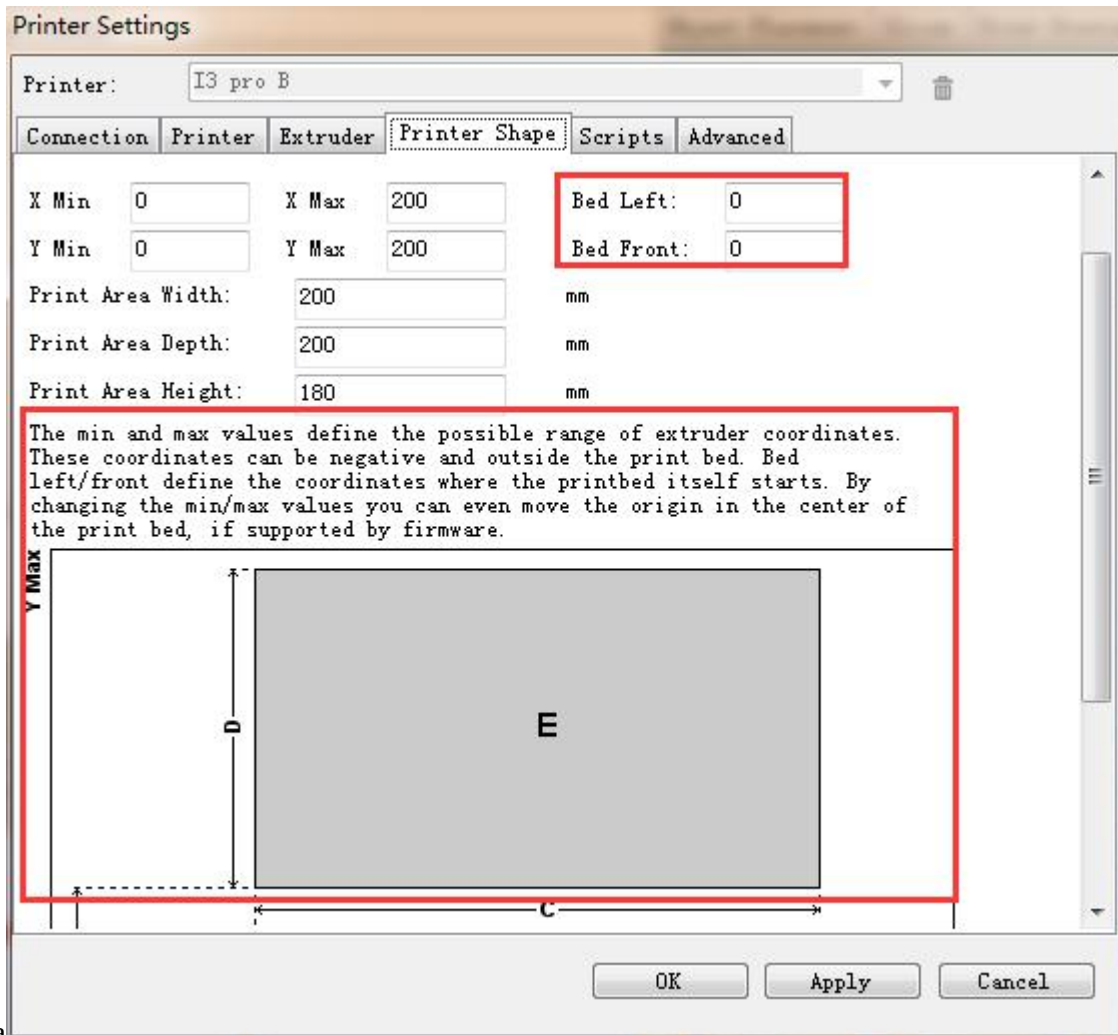 Printer Settings
Printer: I3 pro B
Connection Printer Extruder Printer Shape Scripts Advanced
X Min 0 X Max 200 Bed Left: 0
Y Min 0 Y Max 200 Bed Front: 0
Print Area Width: 200 mm
Print Area Depth: 200 mm
Print Area Height: 180 mm
The min and max values define the possible range of extruder coordinates.
These coordinates can be negative and outside the print bed. Bed
left/front define the coordinates where the printbed itself starts. By
changing the min/max values you can even move the origin in the center of
the print bed, if supported by firmware.
Y Max
D
E
C
OK Apply Cancel